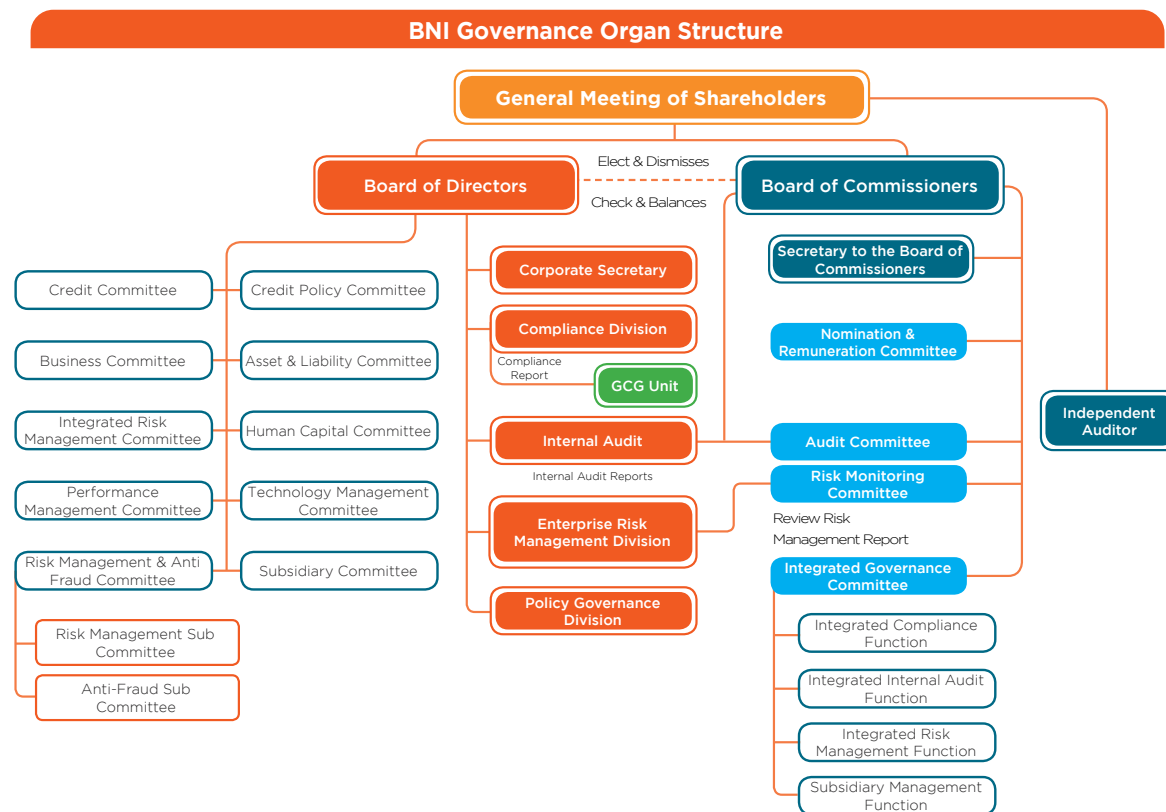 BNI Governance Organ Structure
General Meeting of Shareholders
Elect & Dismisses
Board of Directors
Board of Commissioners
Check & Balances
Credit Committee
Credit Policy Committee
Business Committee
Asset & Liability Committee
Integrated Risk
Management Committee
Human Capital Committee
Performance
Management Committee
Technology Management
Committee
Risk Management & Anti
Fraud Committee
Subsidiary Committee
Risk Management Sub
Committee
Anti-Fraud Sub
Committee
Corporate Secretary
Compliance Division
Compliance
Report
GCG Unit
Internal Audit
Internal Audit Reports
Enterprise Risk
Management Division
Policy Governance
Division
Secretary to the Board of
Commissioners
Nomination &
Remuneration Committee
Audit Committee
Risk Monitoring
Committee
Review Risk
Management Report
Integrated Governance
Committee
Integrated Compliance
Function
Integrated Internal Audit
Function
Integrated Risk
Management Function
Subsidiary Management
Function
Independent
Auditor